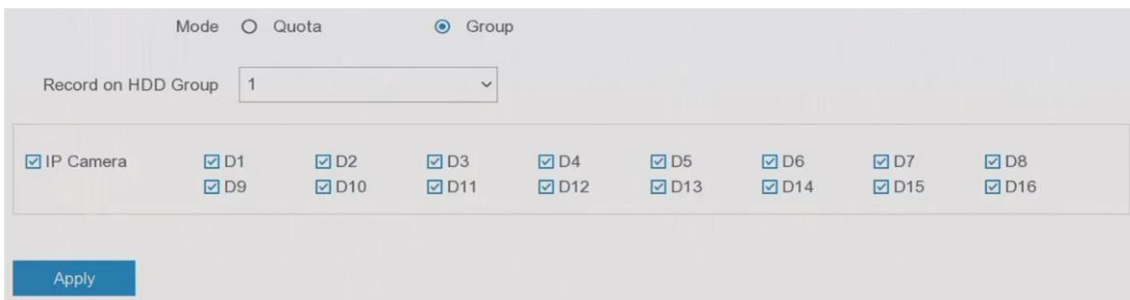 Mode Quota Group
Record on HDD Group 1
IP Camera D1 D2 D3 D4 D5 D6 D7 D8
D9 D10 D11 D12 D13 D14 D15 D16
Apply